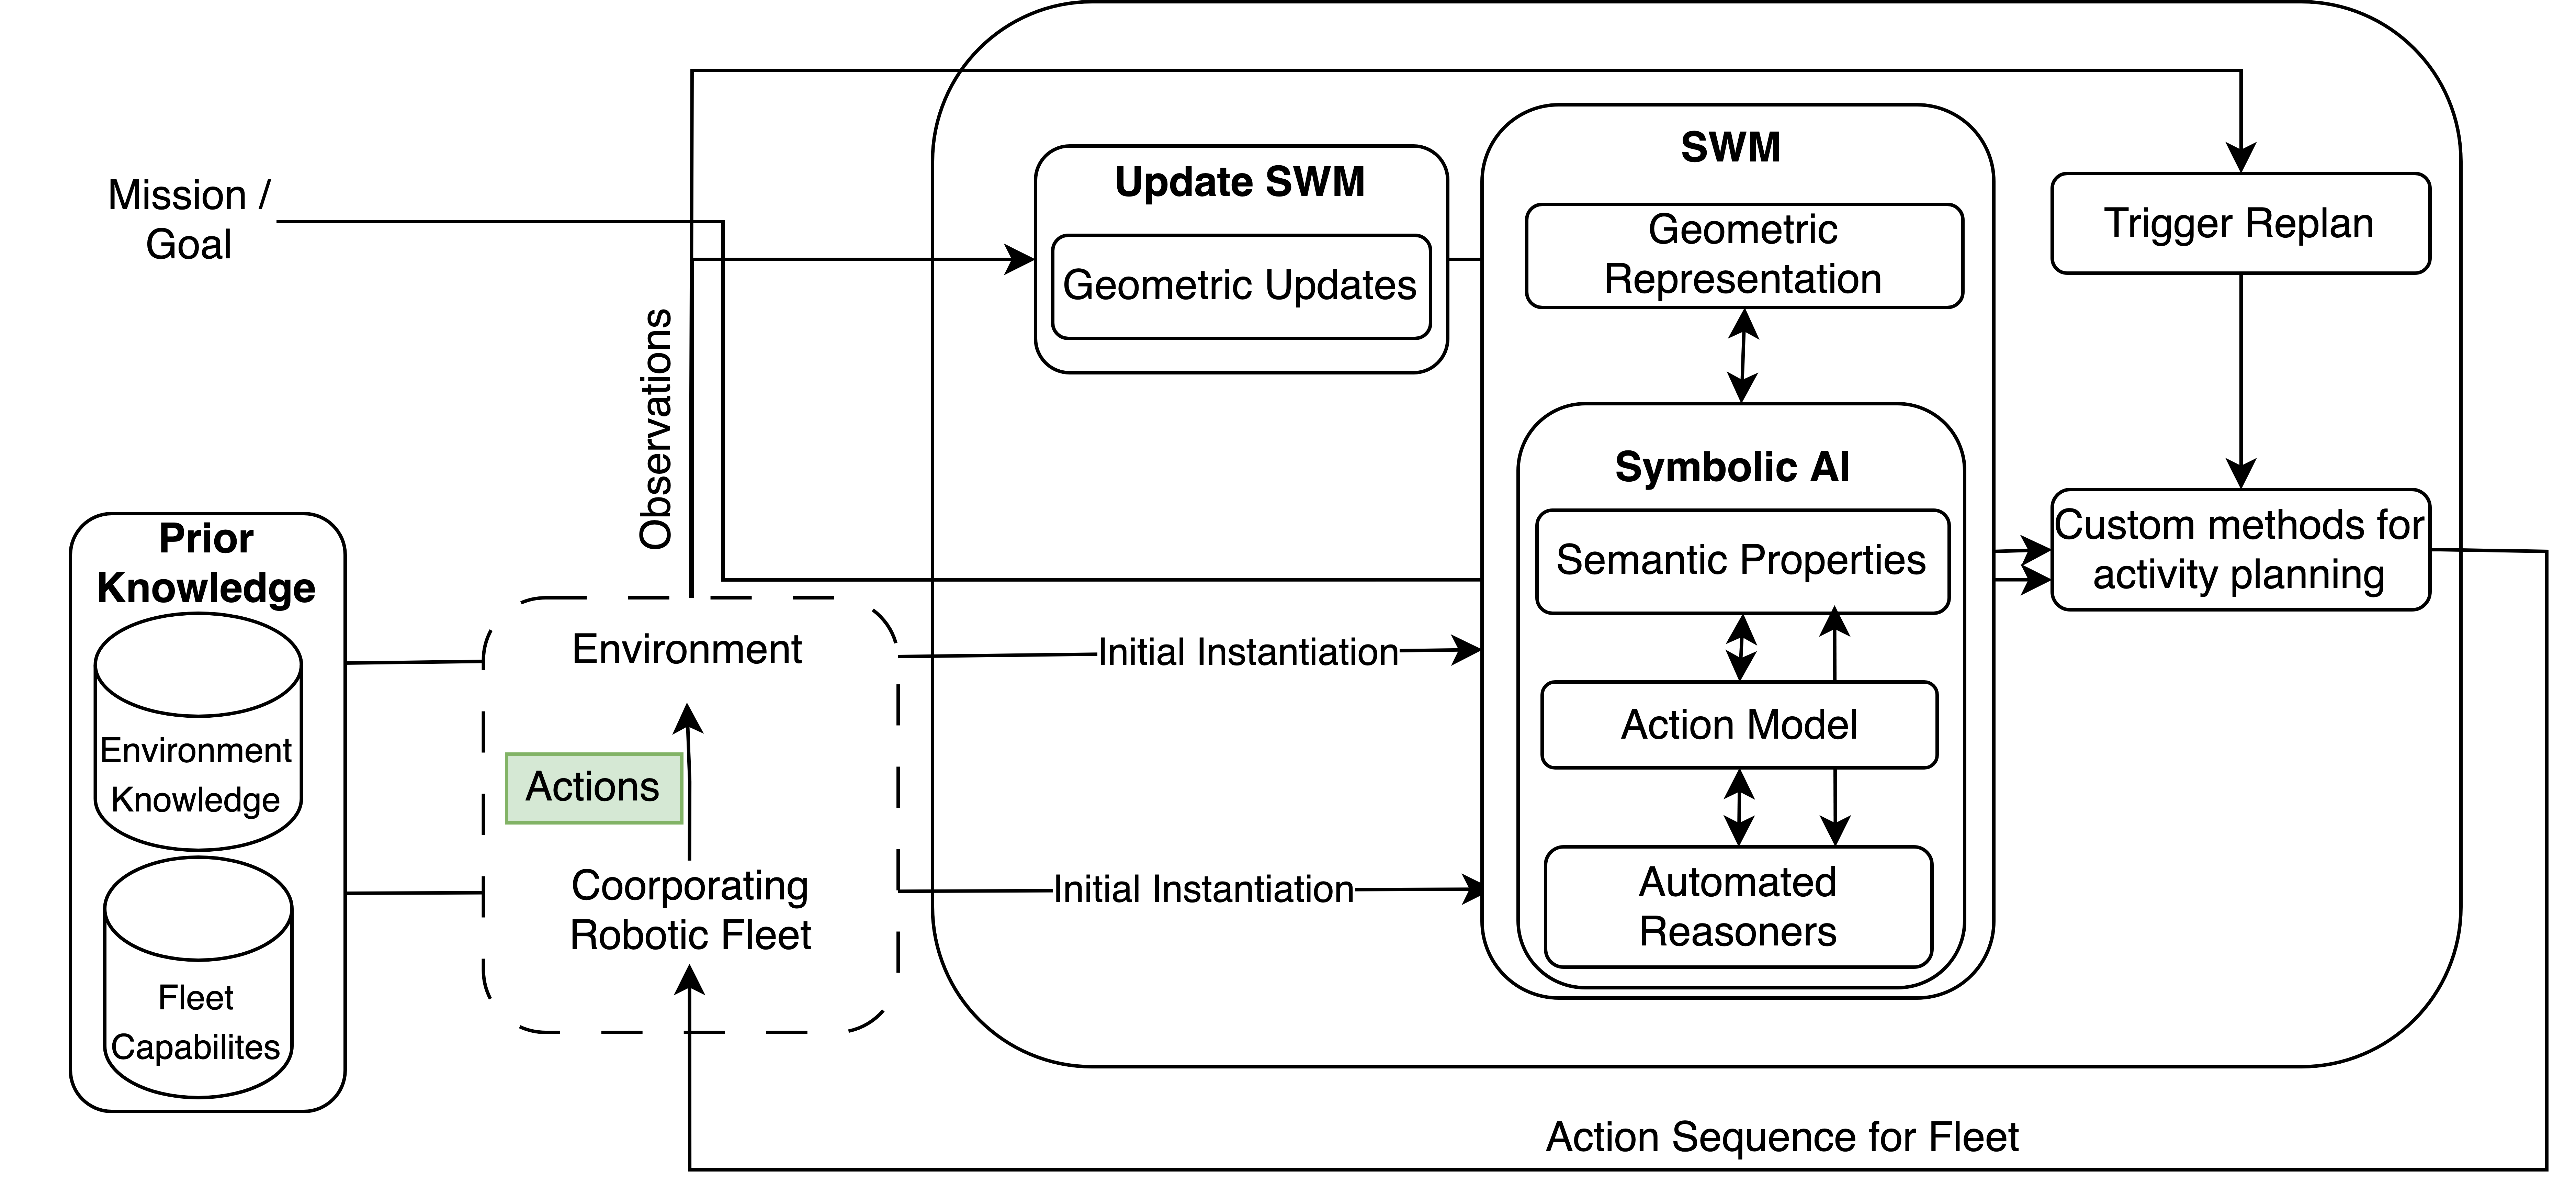 Mission /
Goal
Observations
Prior
Knowledge
Environment
Knowledge
Fleet
Capabilites
Environment
Actions
Coorporating
Robotic Fleet
Update SWM
Geometric Updates
Initial Instantiation
Initial Instantiation
SWM
Geometric
Representation
Symbolic AI
Semantic Properties
Action Model
Automated
Reasoners
Trigger Replan
Custom methods for
activity planning
Action Sequence for Fleet